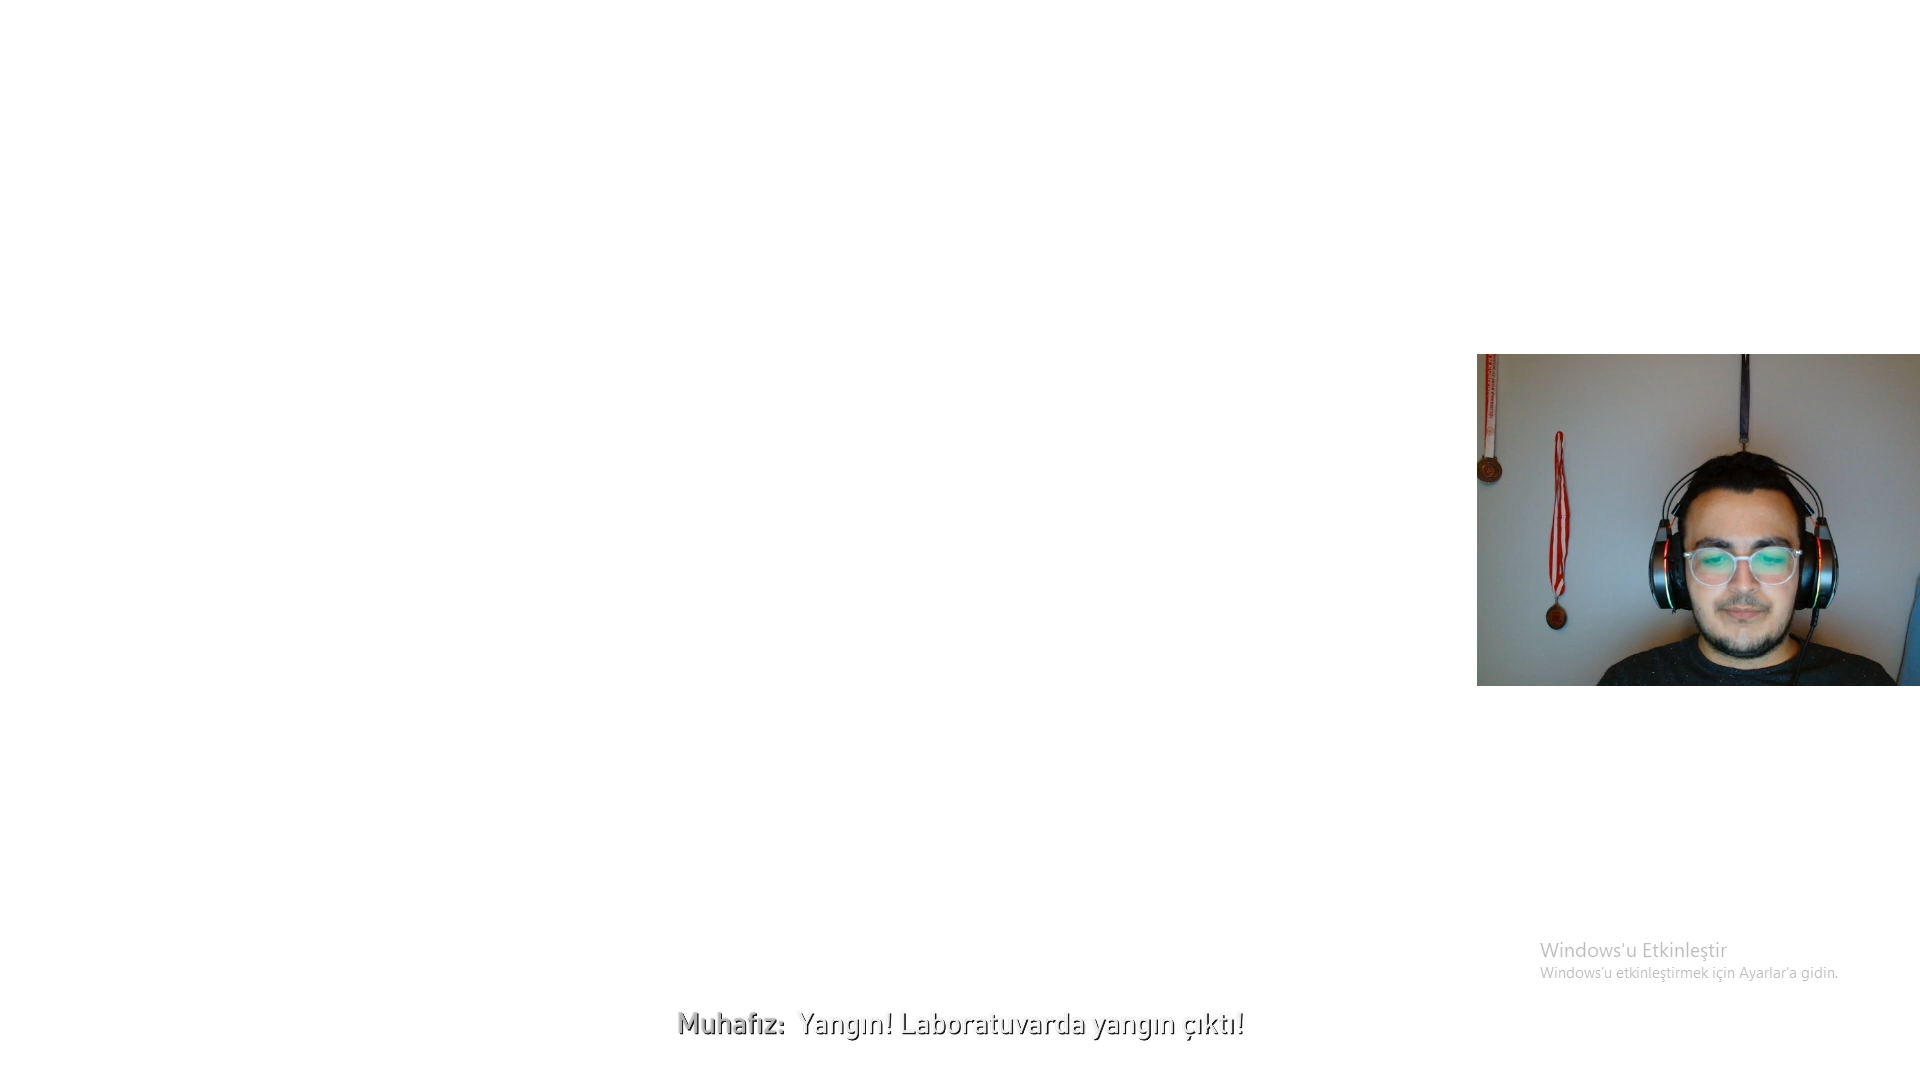 Windows'u Etkinleştir
Windows'u etkinleştirmek için Ayarlar'a gidin.
Muhafız: Yangın! Laboratuvarda yangın çıktı!